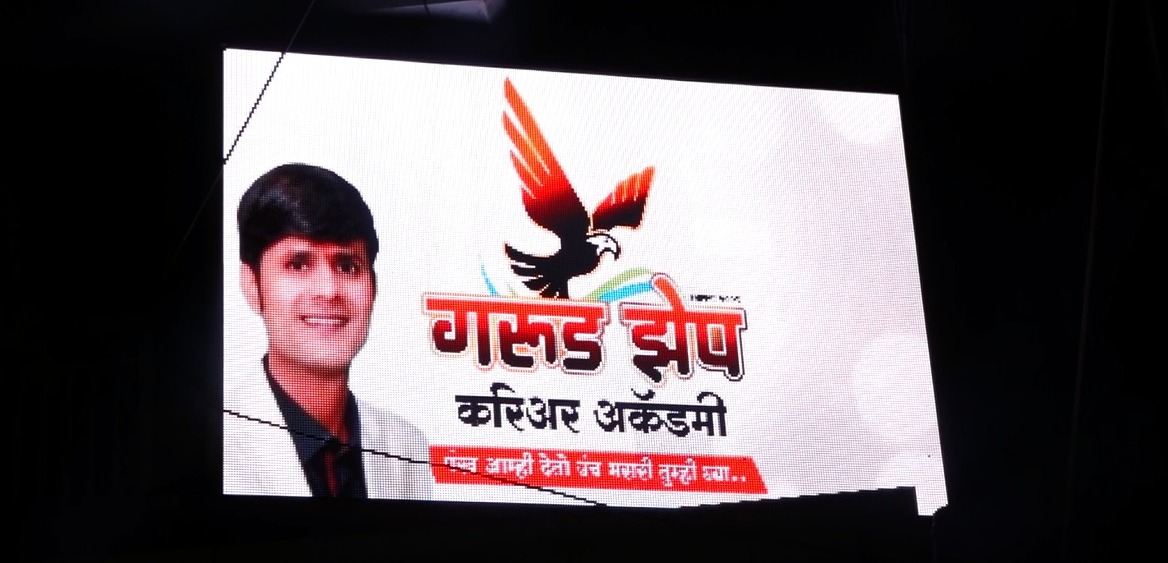 गरुड झेप
करिअर अकॅडमी
पंख आम्ही देतो उंच भरारी तुम्ही घ्या..